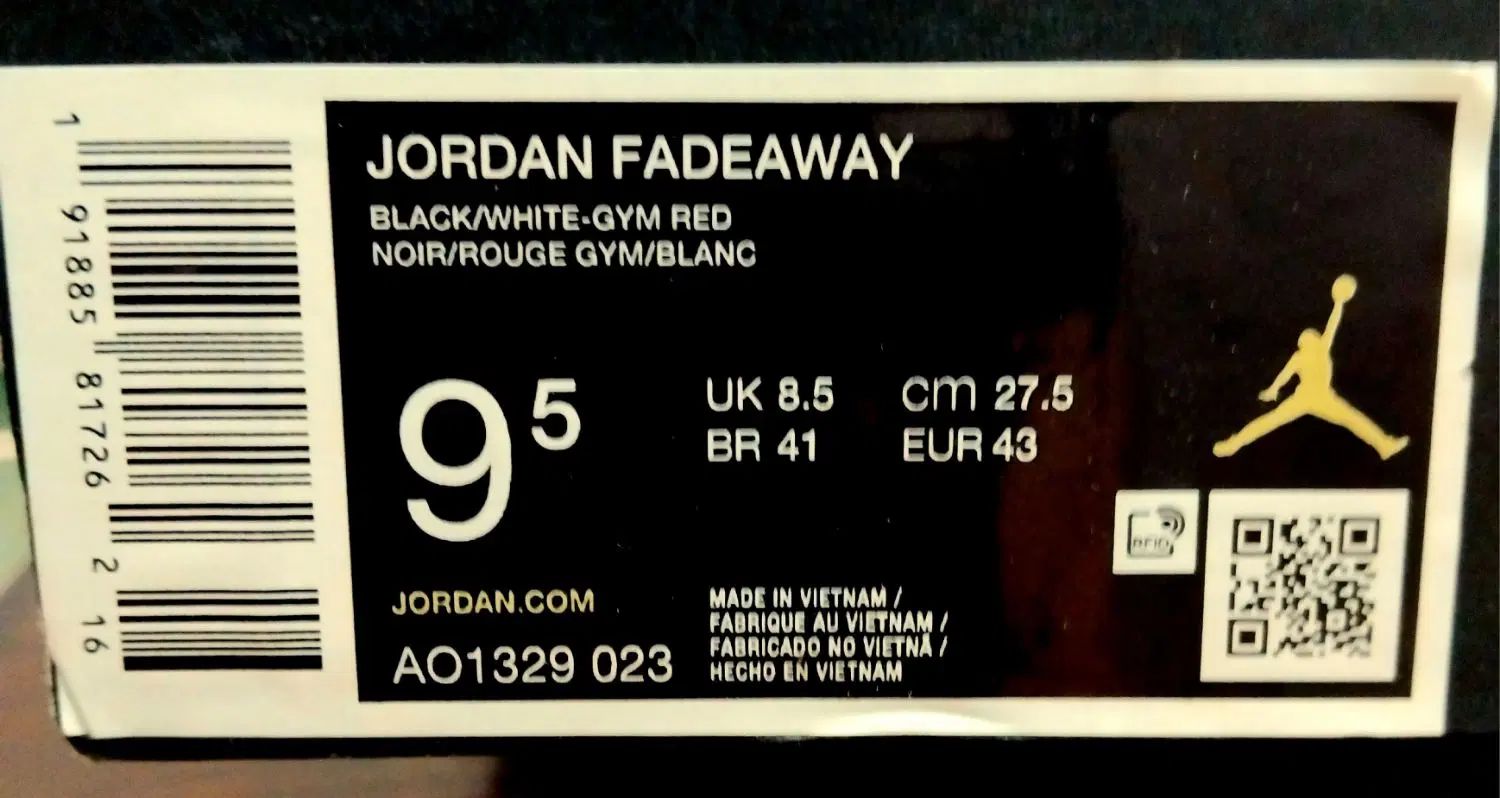 1 91885 81726 2 16
JORDAN FADEAWAY
BLACK/WHITE-GYM RED
NOIR/ROUGE GYM/BLANC
9 5
UK 8.5 cm 27.5
BR 41 EUR 43
RFID
JORDAN.COM
AO1329 023
MADE IN VIETNAM /
FABRIQUE AU VIETNAM /
FABRICADO NO VIETNÃ /
HECHO EN VIETNAM